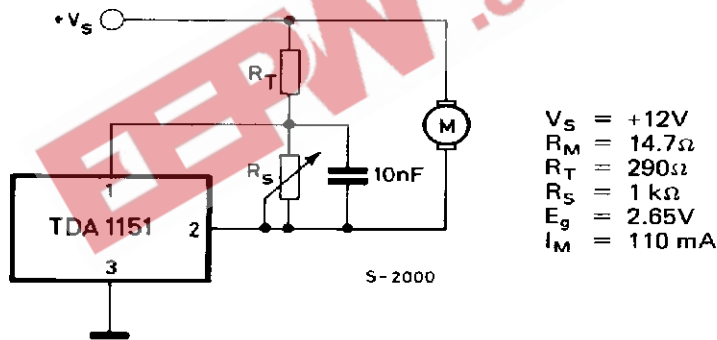 +Vs
RT
M
1
Rs
10nF
TDA 1151
2
3
S-2000
Vs = +12V
RM = 14.7Ω
RT = 290Ω
Rs = 1 kΩ
Eg = 2.65V
IM = 110 mA
EEPW.